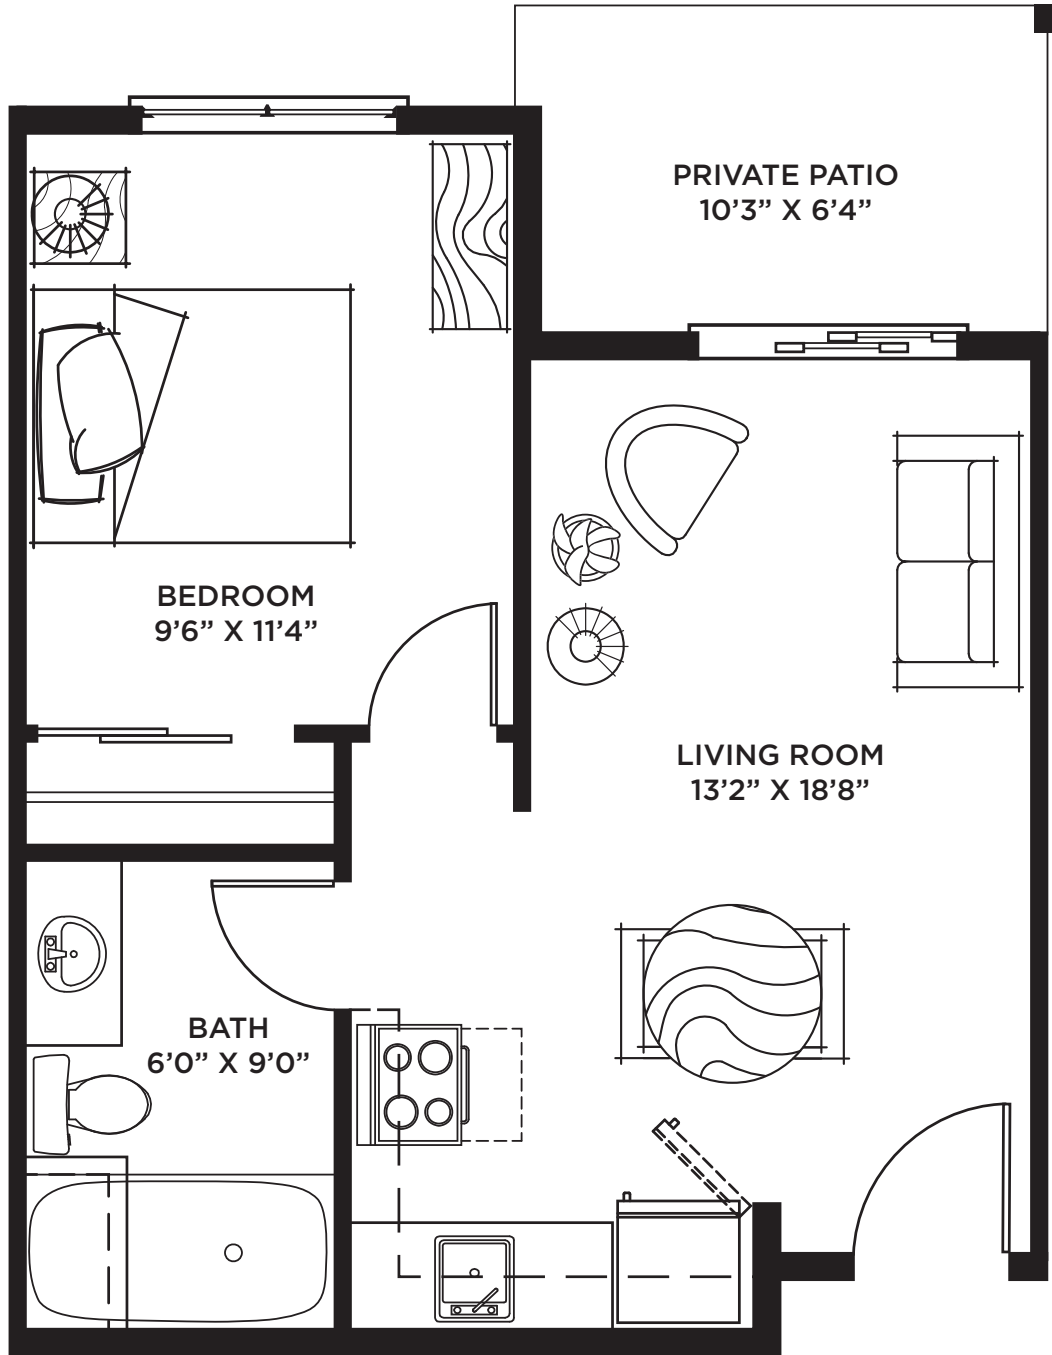 PRIVATE PATIO
10’3” X 6’4”
BEDROOM
9’6” X 11’4”
LIVING ROOM
13’2” X 18’8”
BATH
6’0” X 9’0”